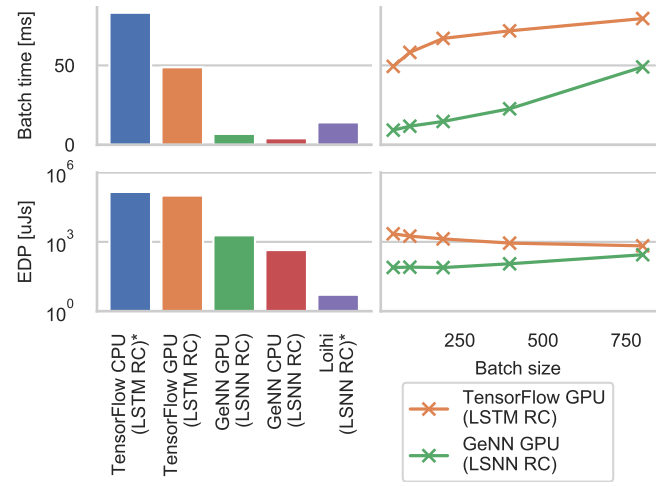 Batch time [ms]
50
0
EDP [uJs]
10^6
10^3
10^0
TensorFlow CPU
(LSTM RC)*
TensorFlow GPU
(LSTM RC)
GeNN GPU
(LSNN RC)
GeNN CPU
(LSNN RC)
Loihi
(LSNN RC)*
250
500
750
Batch size
TensorFlow GPU
(LSTM RC)
GeNN GPU
(LSNN RC)